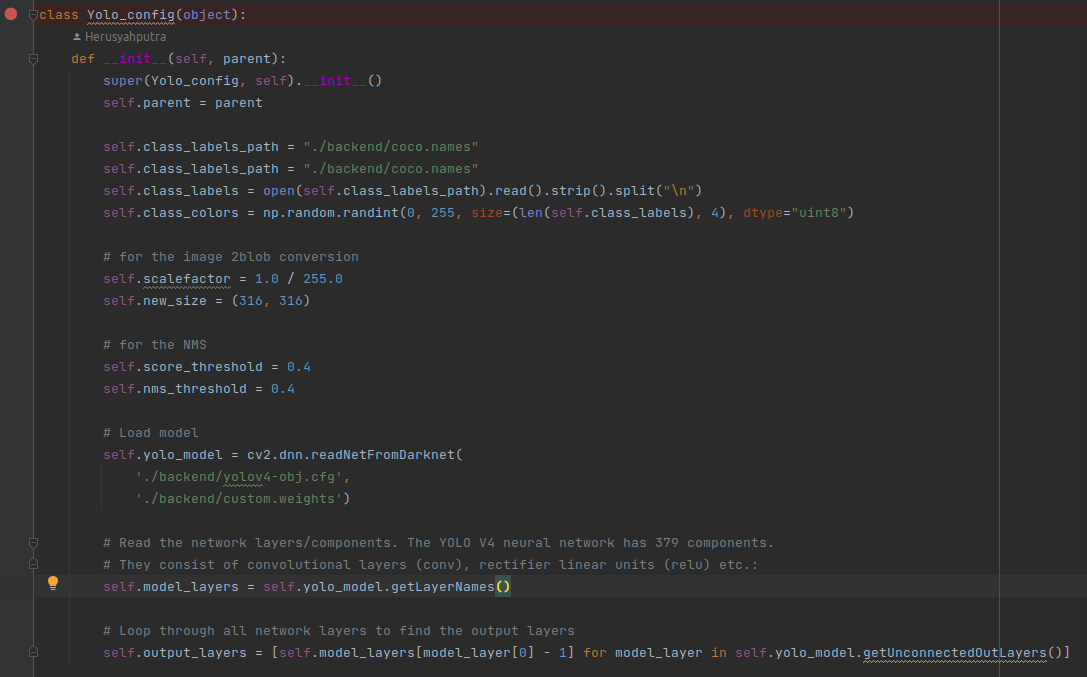 class Yolo_config(object):
Herusyahputra
def __init__(self, parent):
super(Yolo_config, self).__init__()
self.parent = parent
self.class_labels_path = "./backend/coco.names"
self.class_labels_path = "./backend/coco.names"
self.class_labels = open(self.class_labels_path).read().strip().split("\n")
self.class_colors = np.random.randint(0, 255, size=(len(self.class_labels), 4), dtype="uint8")
# for the image 2blob conversion
self.scalefactor = 1.0 / 255.0
self.new_size = (316, 316)
# for the NMS
self.score_threshold = 0.4
self.nms_threshold = 0.4
# Load model
self.yolo_model = cv2.dnn.readNetFromDarknet(
'./backend/yolov4-obj.cfg',
'./backend/custom.weights')
# Read the network layers/components. The YOLO V4 neural network has 379 components.
# They consist of convolutional layers (conv), rectifier linear units (relu) etc.:
self.model_layers = self.yolo_model.getLayerNames()
# Loop through all network layers to find the output layers
self.output_layers = [self.model_layers[model_layer[0] - 1] for model_layer in self.yolo_model.getUnconnectedOutLayers()]